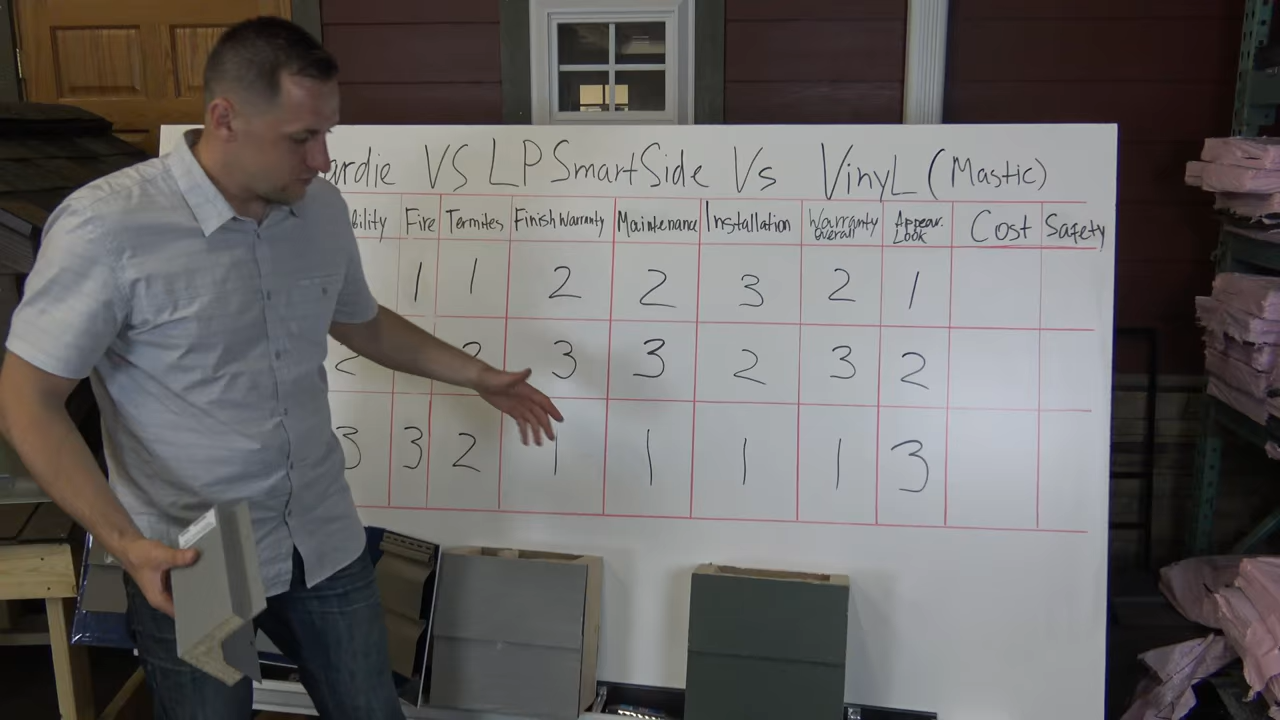 ardie VS LP SmartSide Vs VinyL (Mastic)
bility Fire Termites Finish Warranty Maintenance Installation Warranty overall Appear. Look Cost Safety
1 1 2 2 3 2 1
2 2 3 3 2 3 2
3 3 2 1 1 1 1 3